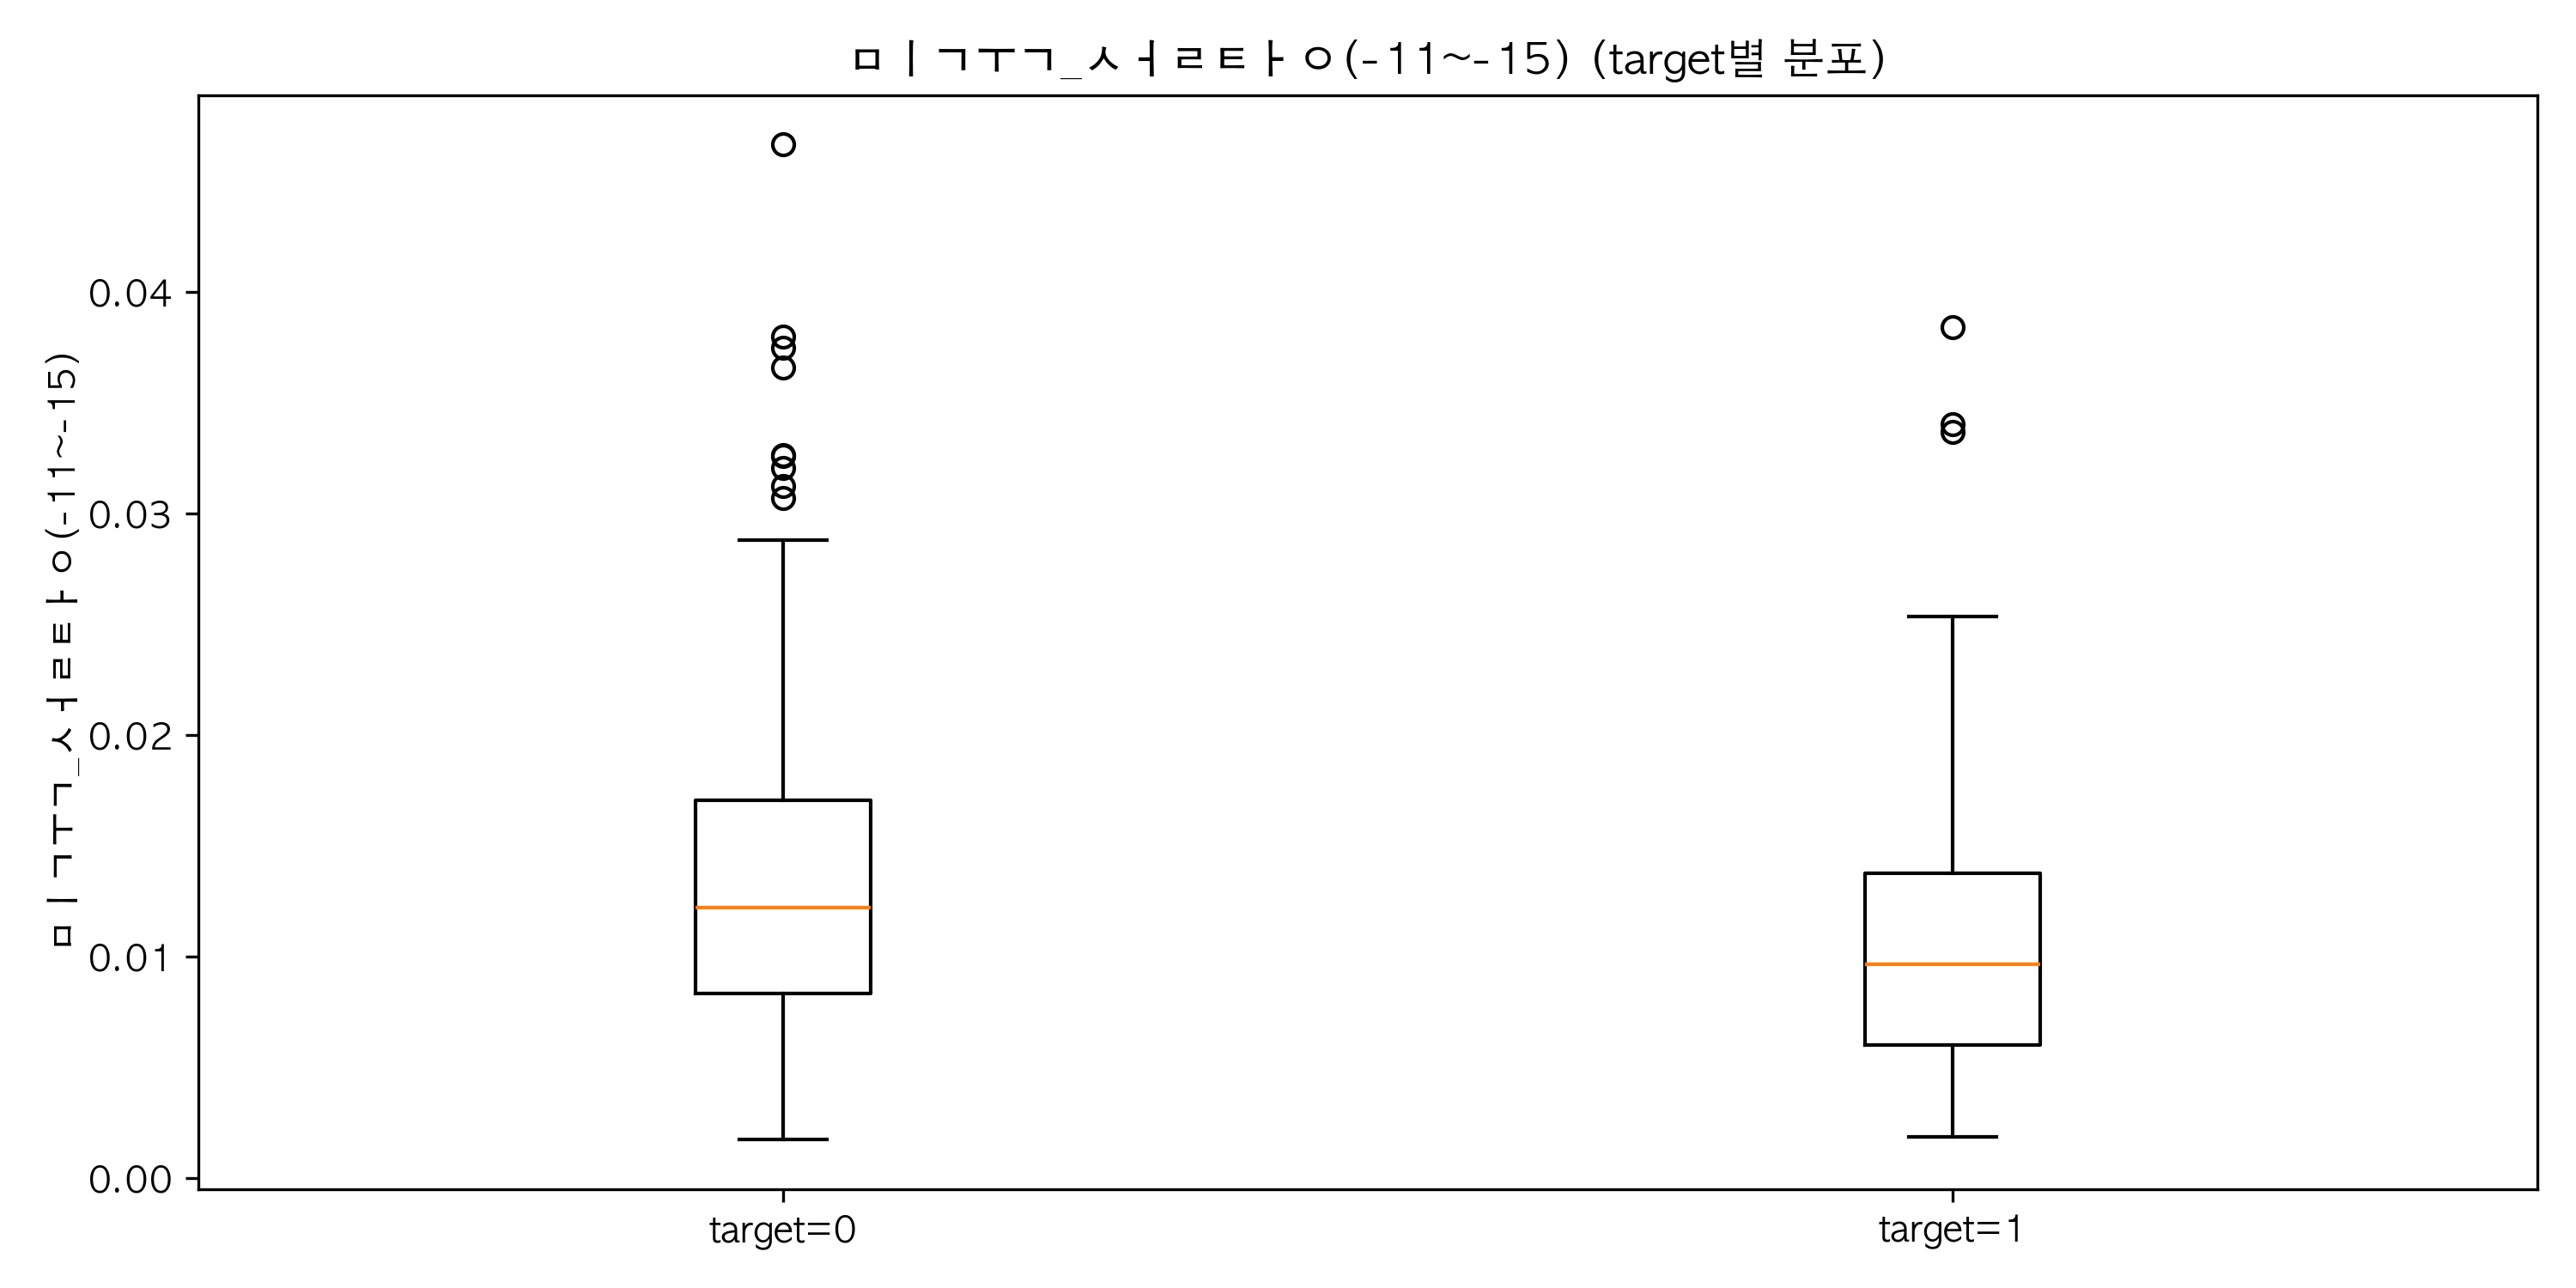 ㅁㅣㄱㅜㄱ_ㅅㅓㄹㅌㅏㅇ(-11~-15) (target별 분포)
ㅁㅣㄱㅜㄱ_ㅅㅓㄹㅌㅏㅇ(-11~-15)
0.04
0.03
0.02
0.01
0.00
target=0
target=1